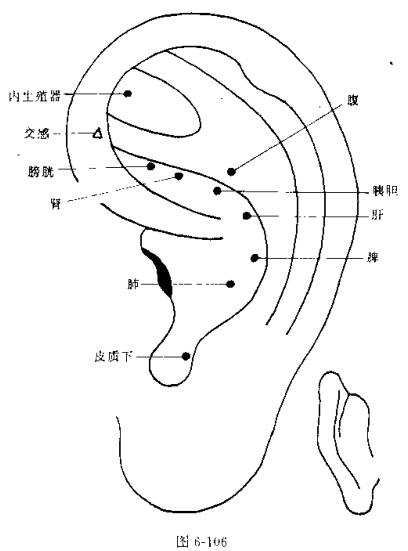 内生殖器
腹
交感
膀胱
胰胆
肾
肝
脾
肺
皮质下
图 6-106